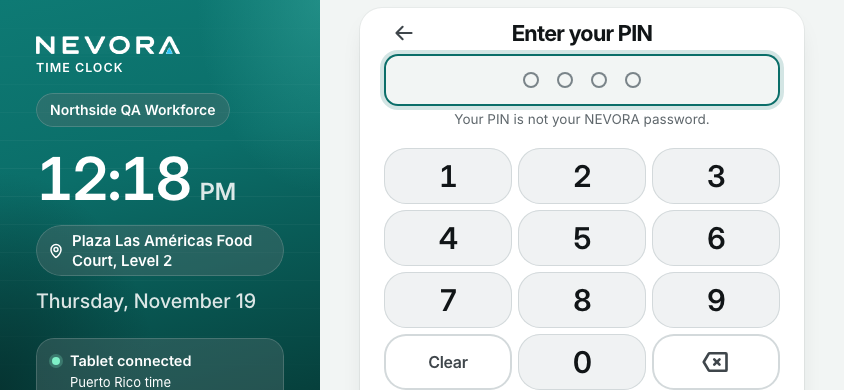 NEVORA
TIME CLOCK
Northside QA Workforce
12:18 PM
Plaza Las Américas Food
Court, Level 2
Thursday, November 19
Tablet connected
Puerto Rico time
Enter your PIN
Your PIN is not your NEVORA password.
1 2 3
4 5 6
7 8 9
Clear 0